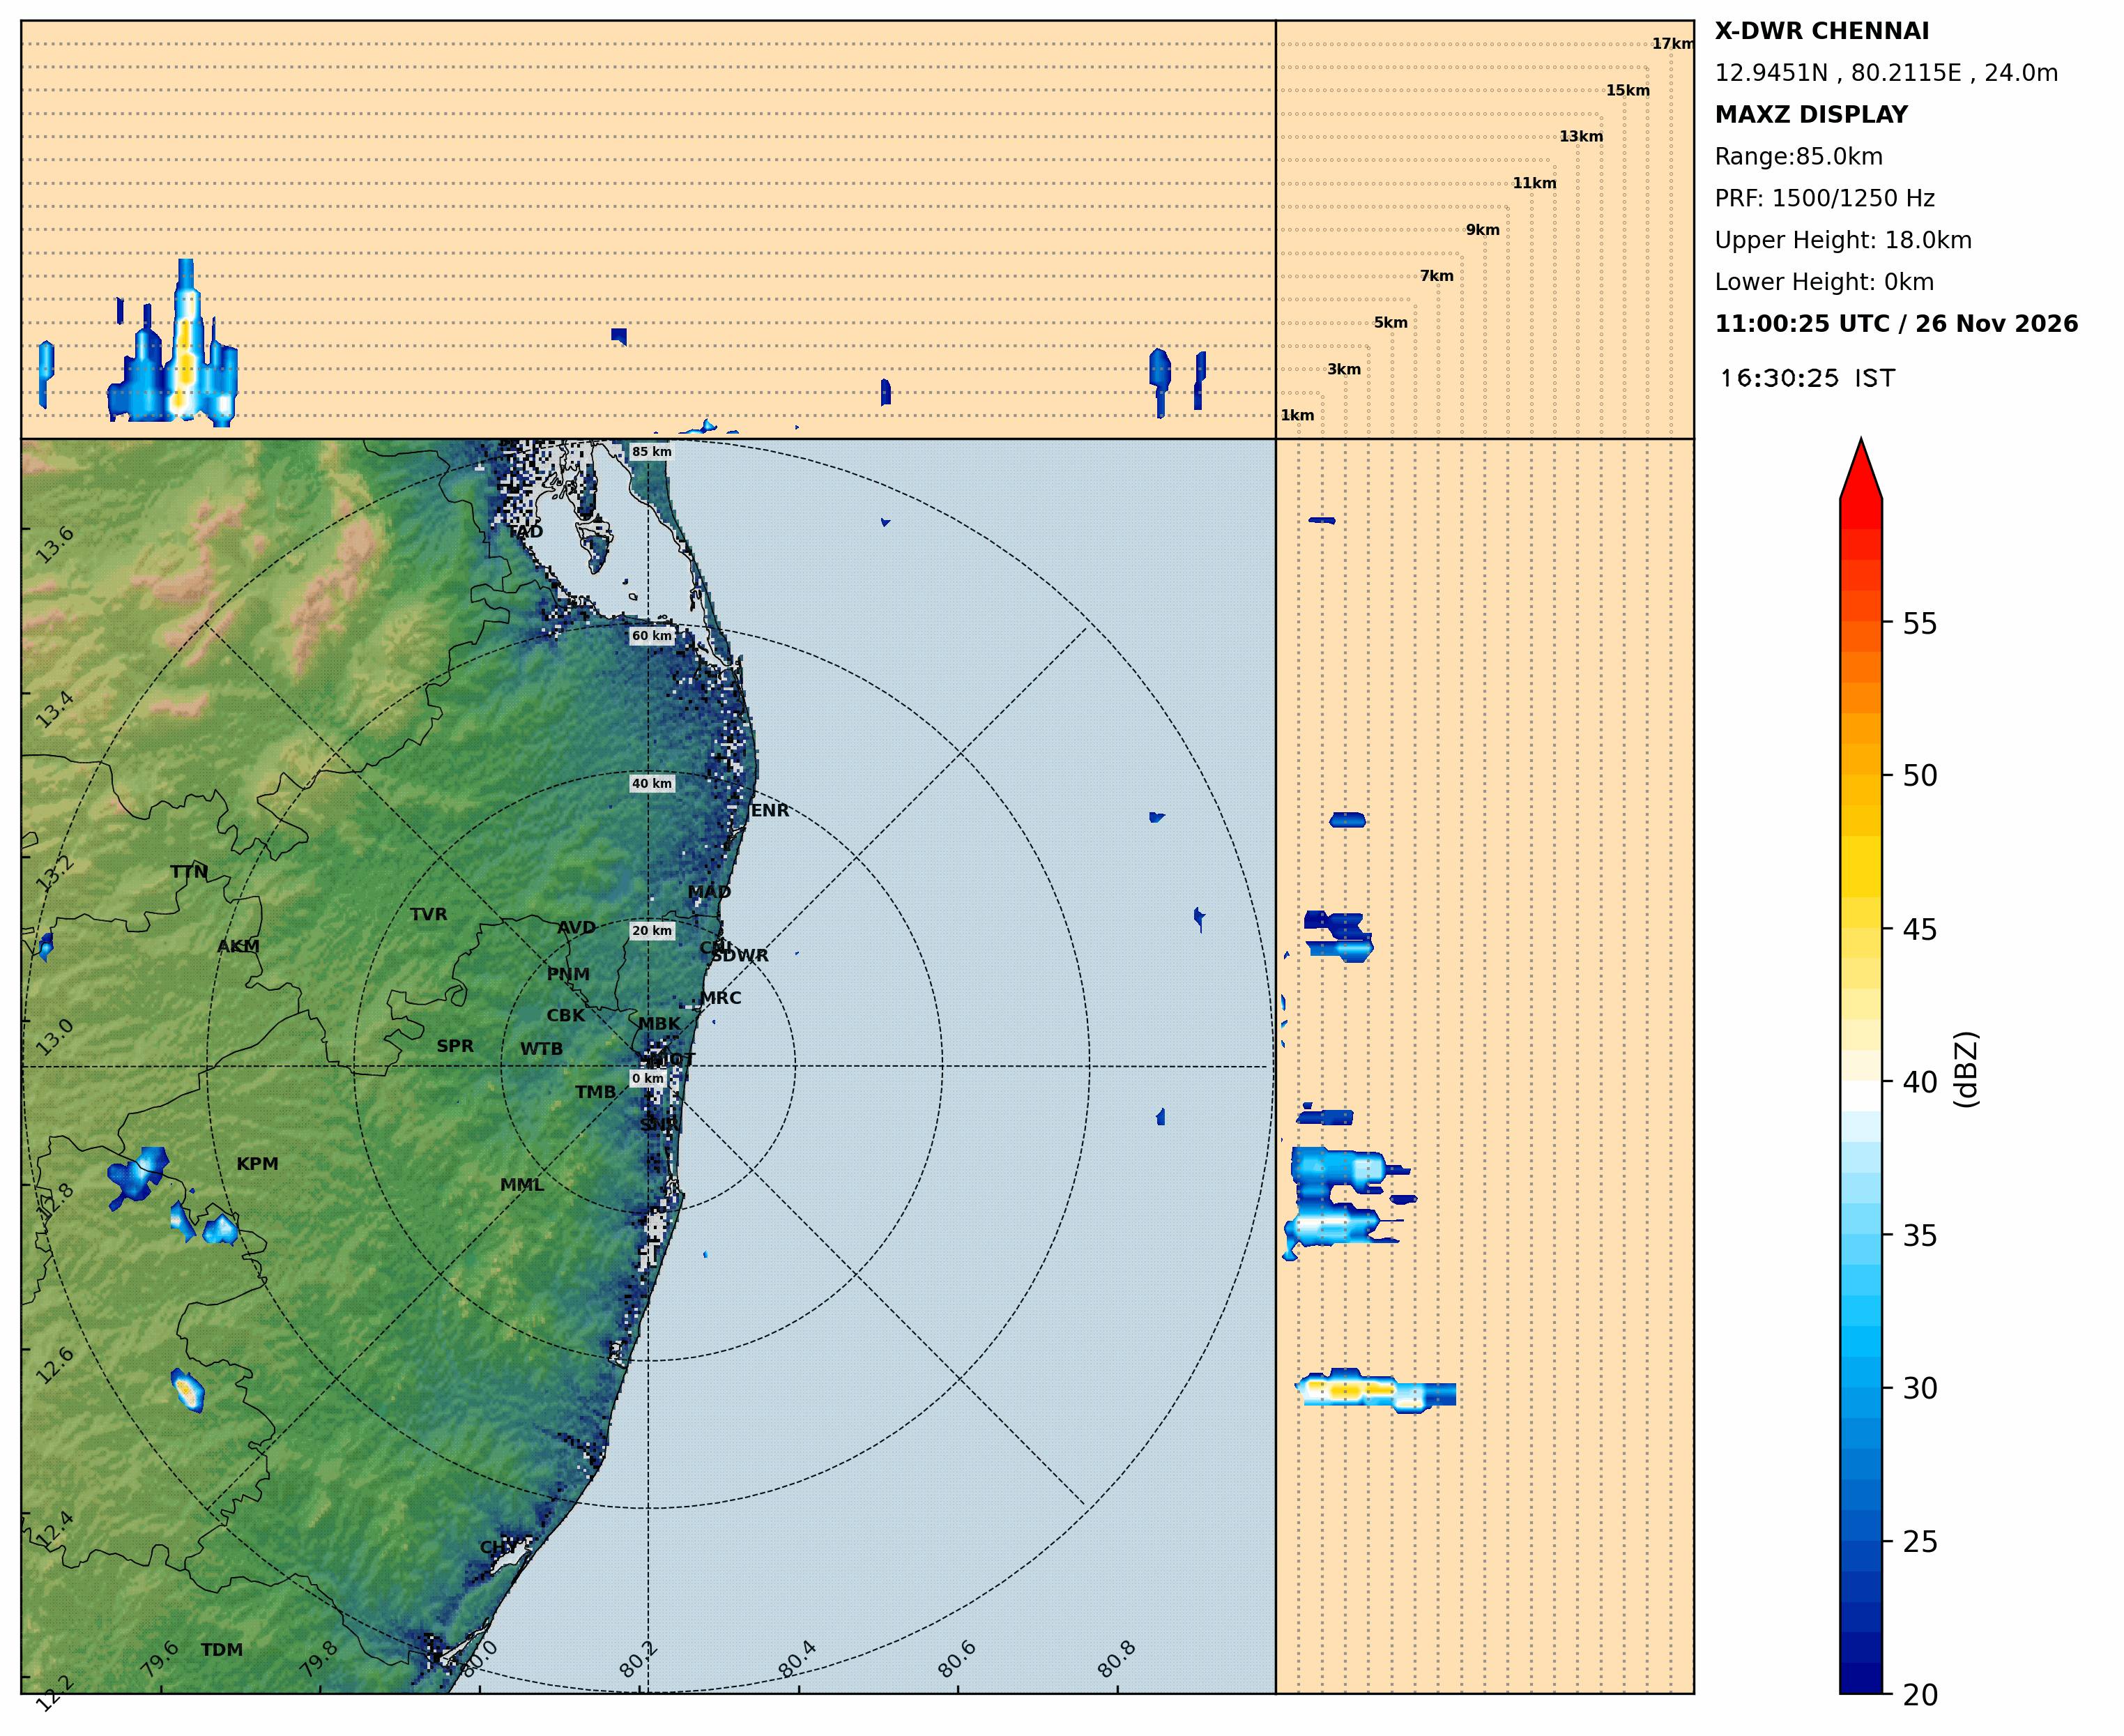 X-DWR CHENNAI
12.9451N , 80.2115E , 24.0m
MAXZ DISPLAY
Range:85.0km
PRF: 1500/1250 Hz
Upper Height: 18.0km
Lower Height: 0km
11:00:25 UTC / 26 Nov 2026
16:30:25 IST
17km
15km
13km
11km
9km
7km
5km
3km
1km
85 km
TAD
13.6
60 km
13.4
40 km
ENR
13.2
TTN
MAD
TVR
AVD
20 km
AKM
SDWR
PNM
MRC
CBK
MBK
13.0
SPR
WTB
0 km
TMB
SNR
KPM
MML
12.8
12.6
12.4
CHY
TDM
12.2
79.6
79.8
80.0
80.2
80.4
80.6
80.8
55
50
45
40
35
30
25
20
(dBZ)